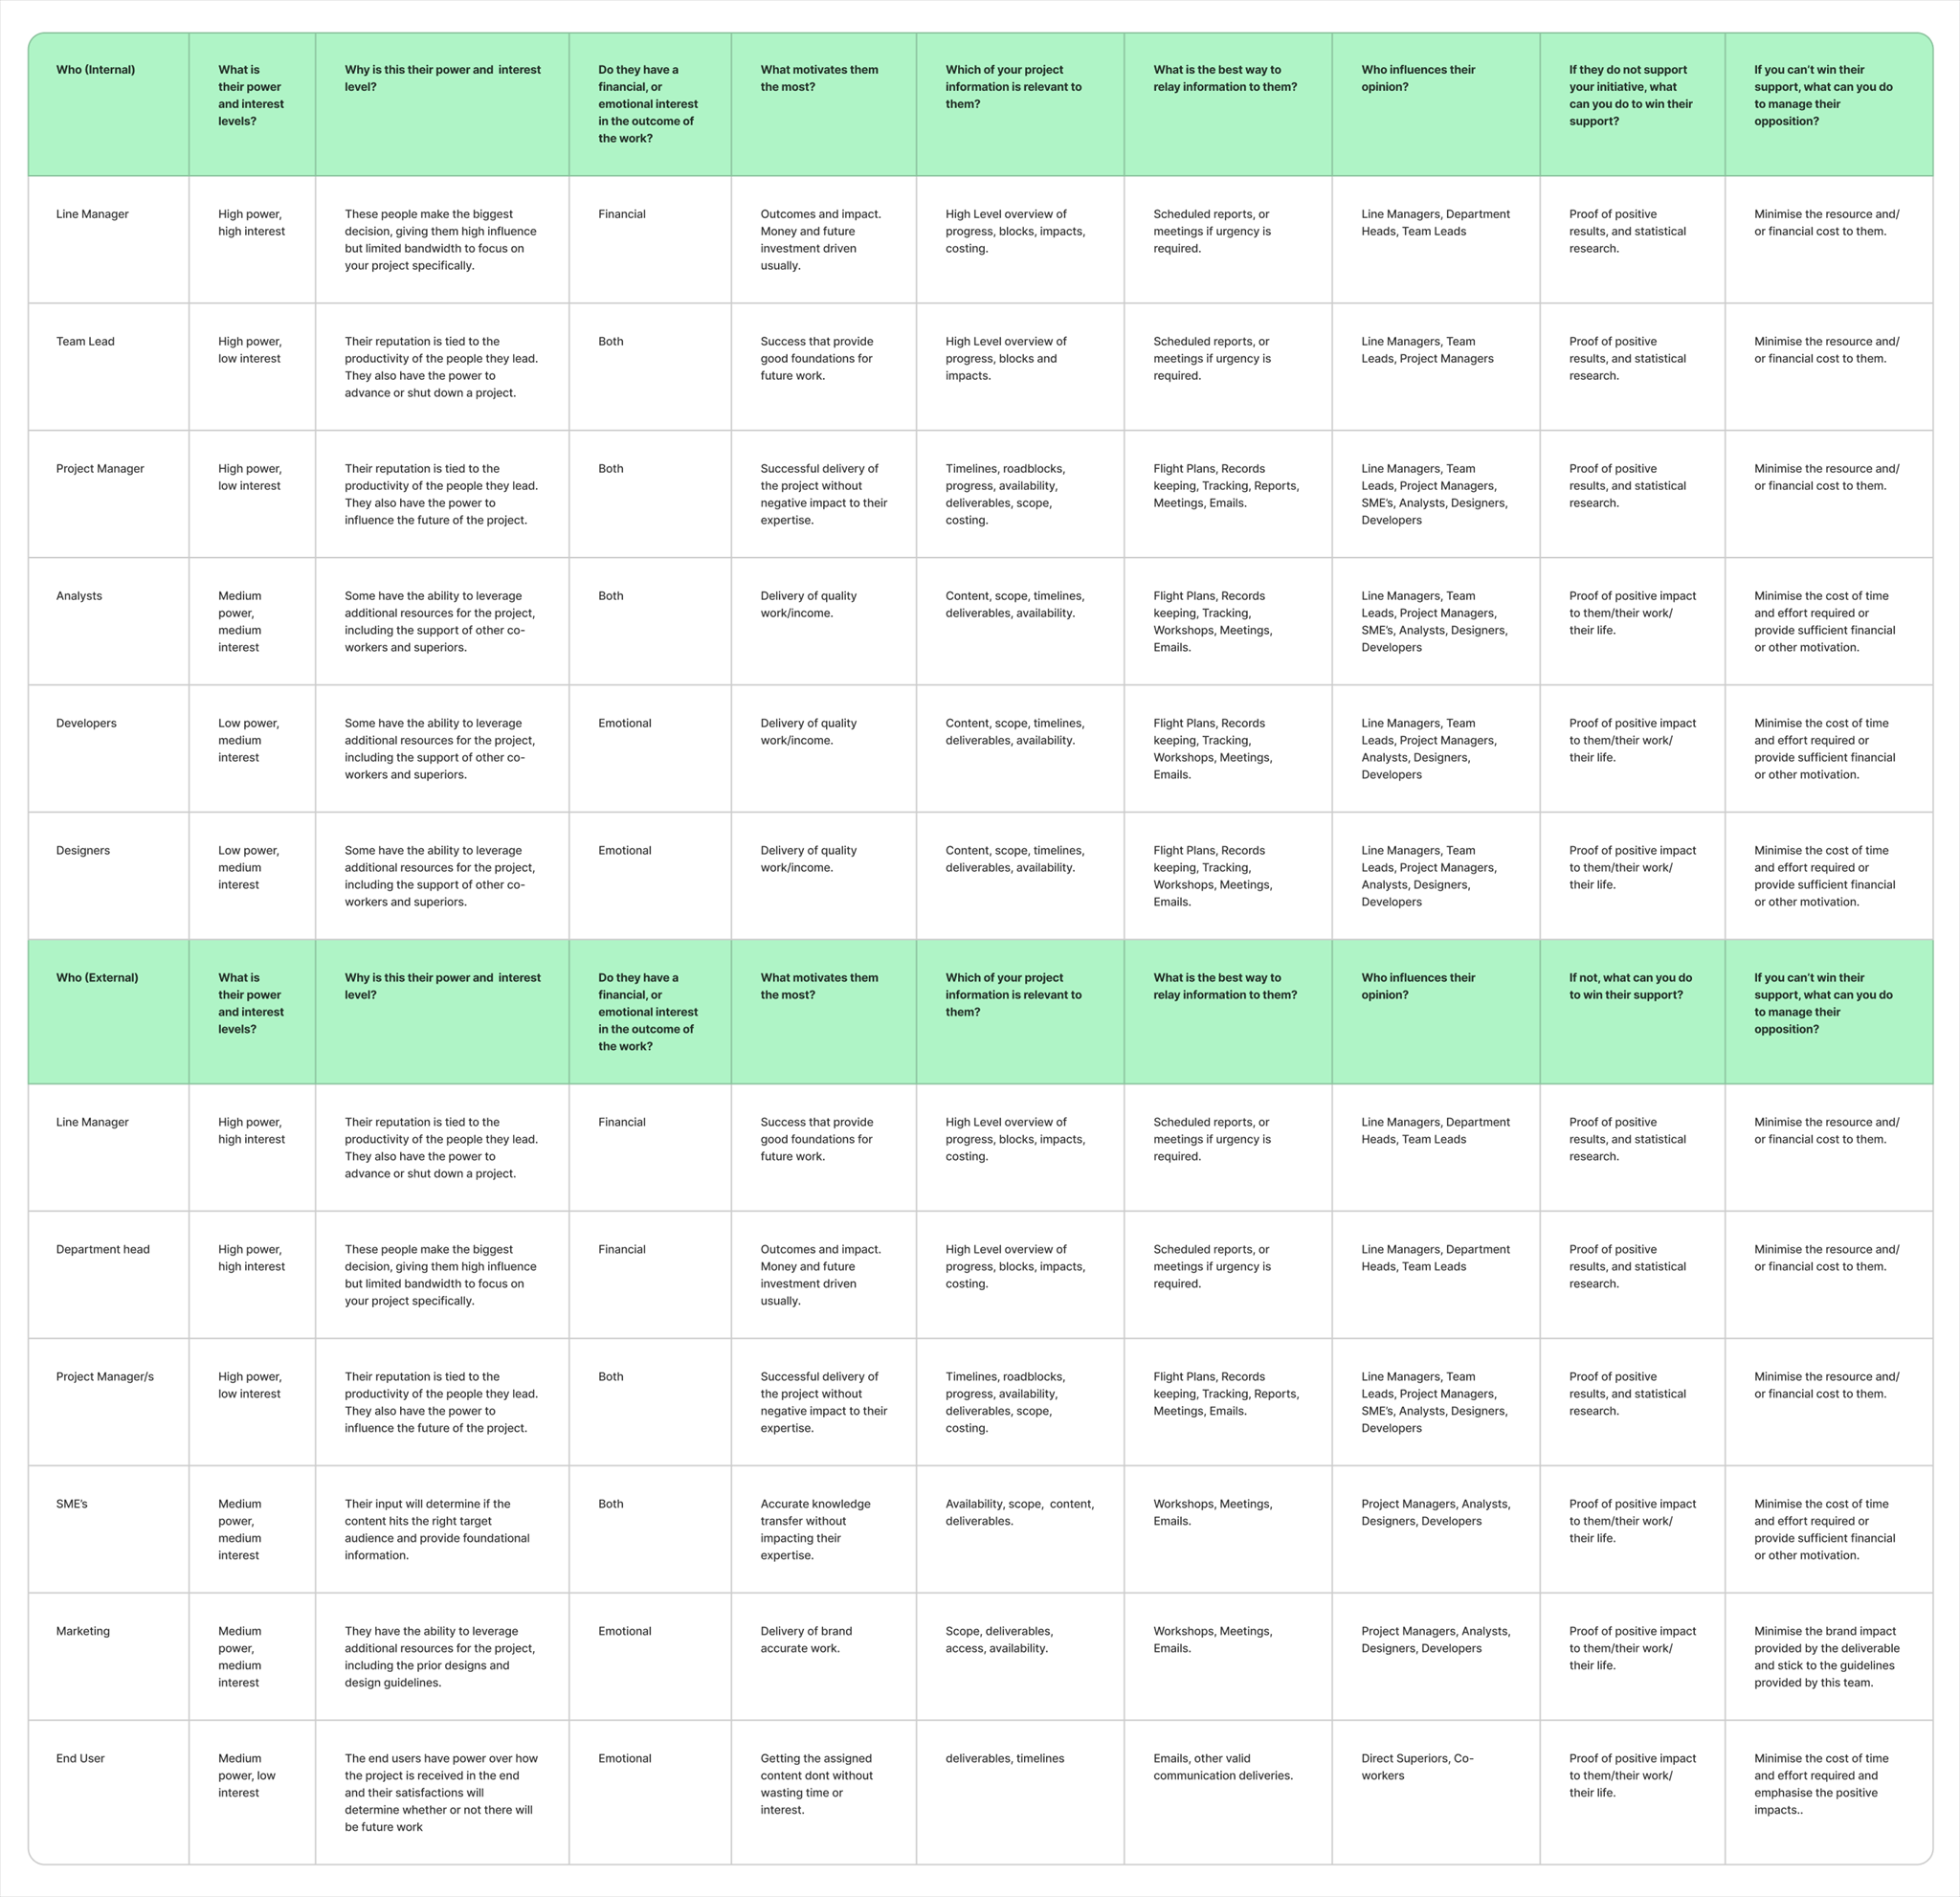 Who (Internal)
What is
their power
and interest
levels?
Why is this their power and  interest
level?
Do they have a
financial, or
emotional interest
in the outcome of
the work?
What motivates them
the most?
Which of your project
information is relevant to
them?
What is the best way to
relay information to them?
Who influences their
opinion?
If they do not support
your initiative, what
can you do to win their
support?
If you can’t win their
support, what can you do
to manage their
opposition?
Line Manager
High power,
high interest
These people make the biggest
decision, giving them high influence
but limited bandwidth to focus on
your project specifically.
Financial
Outcomes and impact.
Money and future
investment driven
usually.
High Level overview of
progress, blocks, impacts,
costing.
Scheduled reports, or
meetings if urgency is
required.
Line Managers, Department
Heads, Team Leads
Proof of positive
results, and statistical
research.
Minimise the resource and/
or financial cost to them.
Team Lead
High power,
low interest
Their reputation is tied to the
productivity of the people they lead.
They also have the power to
advance or shut down a project.
Both
Success that provide
good foundations for
future work.
High Level overview of
progress, blocks and
impacts.
Scheduled reports, or
meetings if urgency is
required.
Line Managers, Team
Leads, Project Managers
Proof of positive
results, and statistical
research.
Minimise the resource and/
or financial cost to them.
Project Manager
High power,
low interest
Their reputation is tied to the
productivity of the people they lead.
They also have the power to
influence the future of the project.
Both
Successful delivery of
the project without
negative impact to their
expertise.
Timelines, roadblocks,
progress, availability,
deliverables, scope,
costing.
Flight Plans, Records
keeping, Tracking, Reports,
Meetings, Emails.
Line Managers, Team
Leads, Project Managers,
SME’s, Analysts, Designers,
Developers
Proof of positive
results, and statistical
research.
Minimise the resource and/
or financial cost to them.
Analysts
Medium
power,
medium
interest
Some have the ability to leverage
additional resources for the project,
including the support of other co-
workers and superiors.
Both
Delivery of quality
work/income.
Content, scope, timelines,
deliverables, availability.
Flight Plans, Records
keeping, Tracking,
Workshops, Meetings,
Emails.
Line Managers, Team
Leads, Project Managers,
SME’s, Analysts, Designers,
Developers
Proof of positive impact
to them/their work/
their life.
Minimise the cost of time
and effort required or
provide sufficient financial
or other motivation.
Developers
Low power,
medium
interest
Some have the ability to leverage
additional resources for the project,
including the support of other co-
workers and superiors.
Emotional
Delivery of quality
work/income.
Content, scope, timelines,
deliverables, availability.
Flight Plans, Records
keeping, Tracking,
Workshops, Meetings,
Emails.
Line Managers, Team
Leads, Project Managers,
Analysts, Designers,
Developers
Proof of positive impact
to them/their work/
their life.
Minimise the cost of time
and effort required or
provide sufficient financial
or other motivation.
Designers
Low power,
medium
interest
Some have the ability to leverage
additional resources for the project,
including the support of other co-
workers and superiors.
Emotional
Delivery of quality
work/income.
Content, scope, timelines,
deliverables, availability.
Flight Plans, Records
keeping, Tracking,
Workshops, Meetings,
Emails.
Line Managers, Team
Leads, Project Managers,
Analysts, Designers,
Developers
Proof of positive impact
to them/their work/
their life.
Minimise the cost of time
and effort required or
provide sufficient financial
or other motivation.
Who (External)
What is
their power
and interest
levels?
Why is this their power and  interest
level?
Do they have a
financial, or
emotional interest
in the outcome of
the work?
What motivates them
the most?
Which of your project
information is relevant to
them?
What is the best way to
relay information to them?
Who influences their
opinion?
If not, what can you do
to win their support?
If you can’t win their
support, what can you do
to manage their
opposition?
Line Manager
High power,
high interest
Their reputation is tied to the
productivity of the people they lead.
They also have the power to
advance or shut down a project.
Financial
Success that provide
good foundations for
future work.
High Level overview of
progress, blocks, impacts,
costing.
Scheduled reports, or
meetings if urgency is
required.
Line Managers, Department
Heads, Team Leads
Proof of positive
results, and statistical
research.
Minimise the resource and/
or financial cost to them.
Department head
High power,
high interest
These people make the biggest
decision, giving them high influence
but limited bandwidth to focus on
your project specifically.
Financial
Outcomes and impact.
Money and future
investment driven
usually.
High Level overview of
progress, blocks, impacts,
costing.
Scheduled reports, or
meetings if urgency is
required.
Line Managers, Department
Heads, Team Leads
Proof of positive
results, and statistical
research.
Minimise the resource and/
or financial cost to them.
Project Manager/s
High power,
low interest
Their reputation is tied to the
productivity of the people they lead.
They also have the power to
influence the future of the project.
Both
Successful delivery of
the project without
negative impact to their
expertise.
Timelines, roadblocks,
progress, availability,
deliverables, scope,
costing.
Flight Plans, Records
keeping, Tracking, Reports,
Meetings, Emails.
Line Managers, Team
Leads, Project Managers,
SME’s, Analysts, Designers,
Developers
Proof of positive
results, and statistical
research.
Minimise the resource and/
or financial cost to them.
SME’s
Medium
power,
medium
interest
Their input will determine if the
content hits the right target
audience and provide foundational
information.
Both
Accurate knowledge
transfer without
impacting their
expertise.
Availability, scope,  content,
deliverables.
Workshops, Meetings,
Emails.
Project Managers, Analysts,
Designers, Developers
Proof of positive impact
to them/their work/
their life.
Minimise the cost of time
and effort required or
provide sufficient financial
or other motivation.
Marketing
Medium
power,
medium
interest
They have the ability to leverage
additional resources for the project,
including the prior designs and
design guidelines.
Emotional
Delivery of brand
accurate work.
Scope, deliverables,
access, availability.
Workshops, Meetings,
Emails.
Project Managers, Analysts,
Designers, Developers
Proof of positive impact
to them/their work/
their life.
Minimise the brand impact
provided by the deliverable
and stick to the guidelines
provided by this team.
End User
Medium
power, low
interest
The end users have power over how
the project is received in the end
and their satisfactions will
determine whether or not there will
be future work
Emotional
Getting the assigned
content dont without
wasting time or
interest.
deliverables, timelines
Emails, other valid
communication deliveries.
Direct Superiors, Co-
workers
Proof of positive impact
to them/their work/
their life.
Minimise the cost of time
and effort required and
emphasise the positive
impacts..